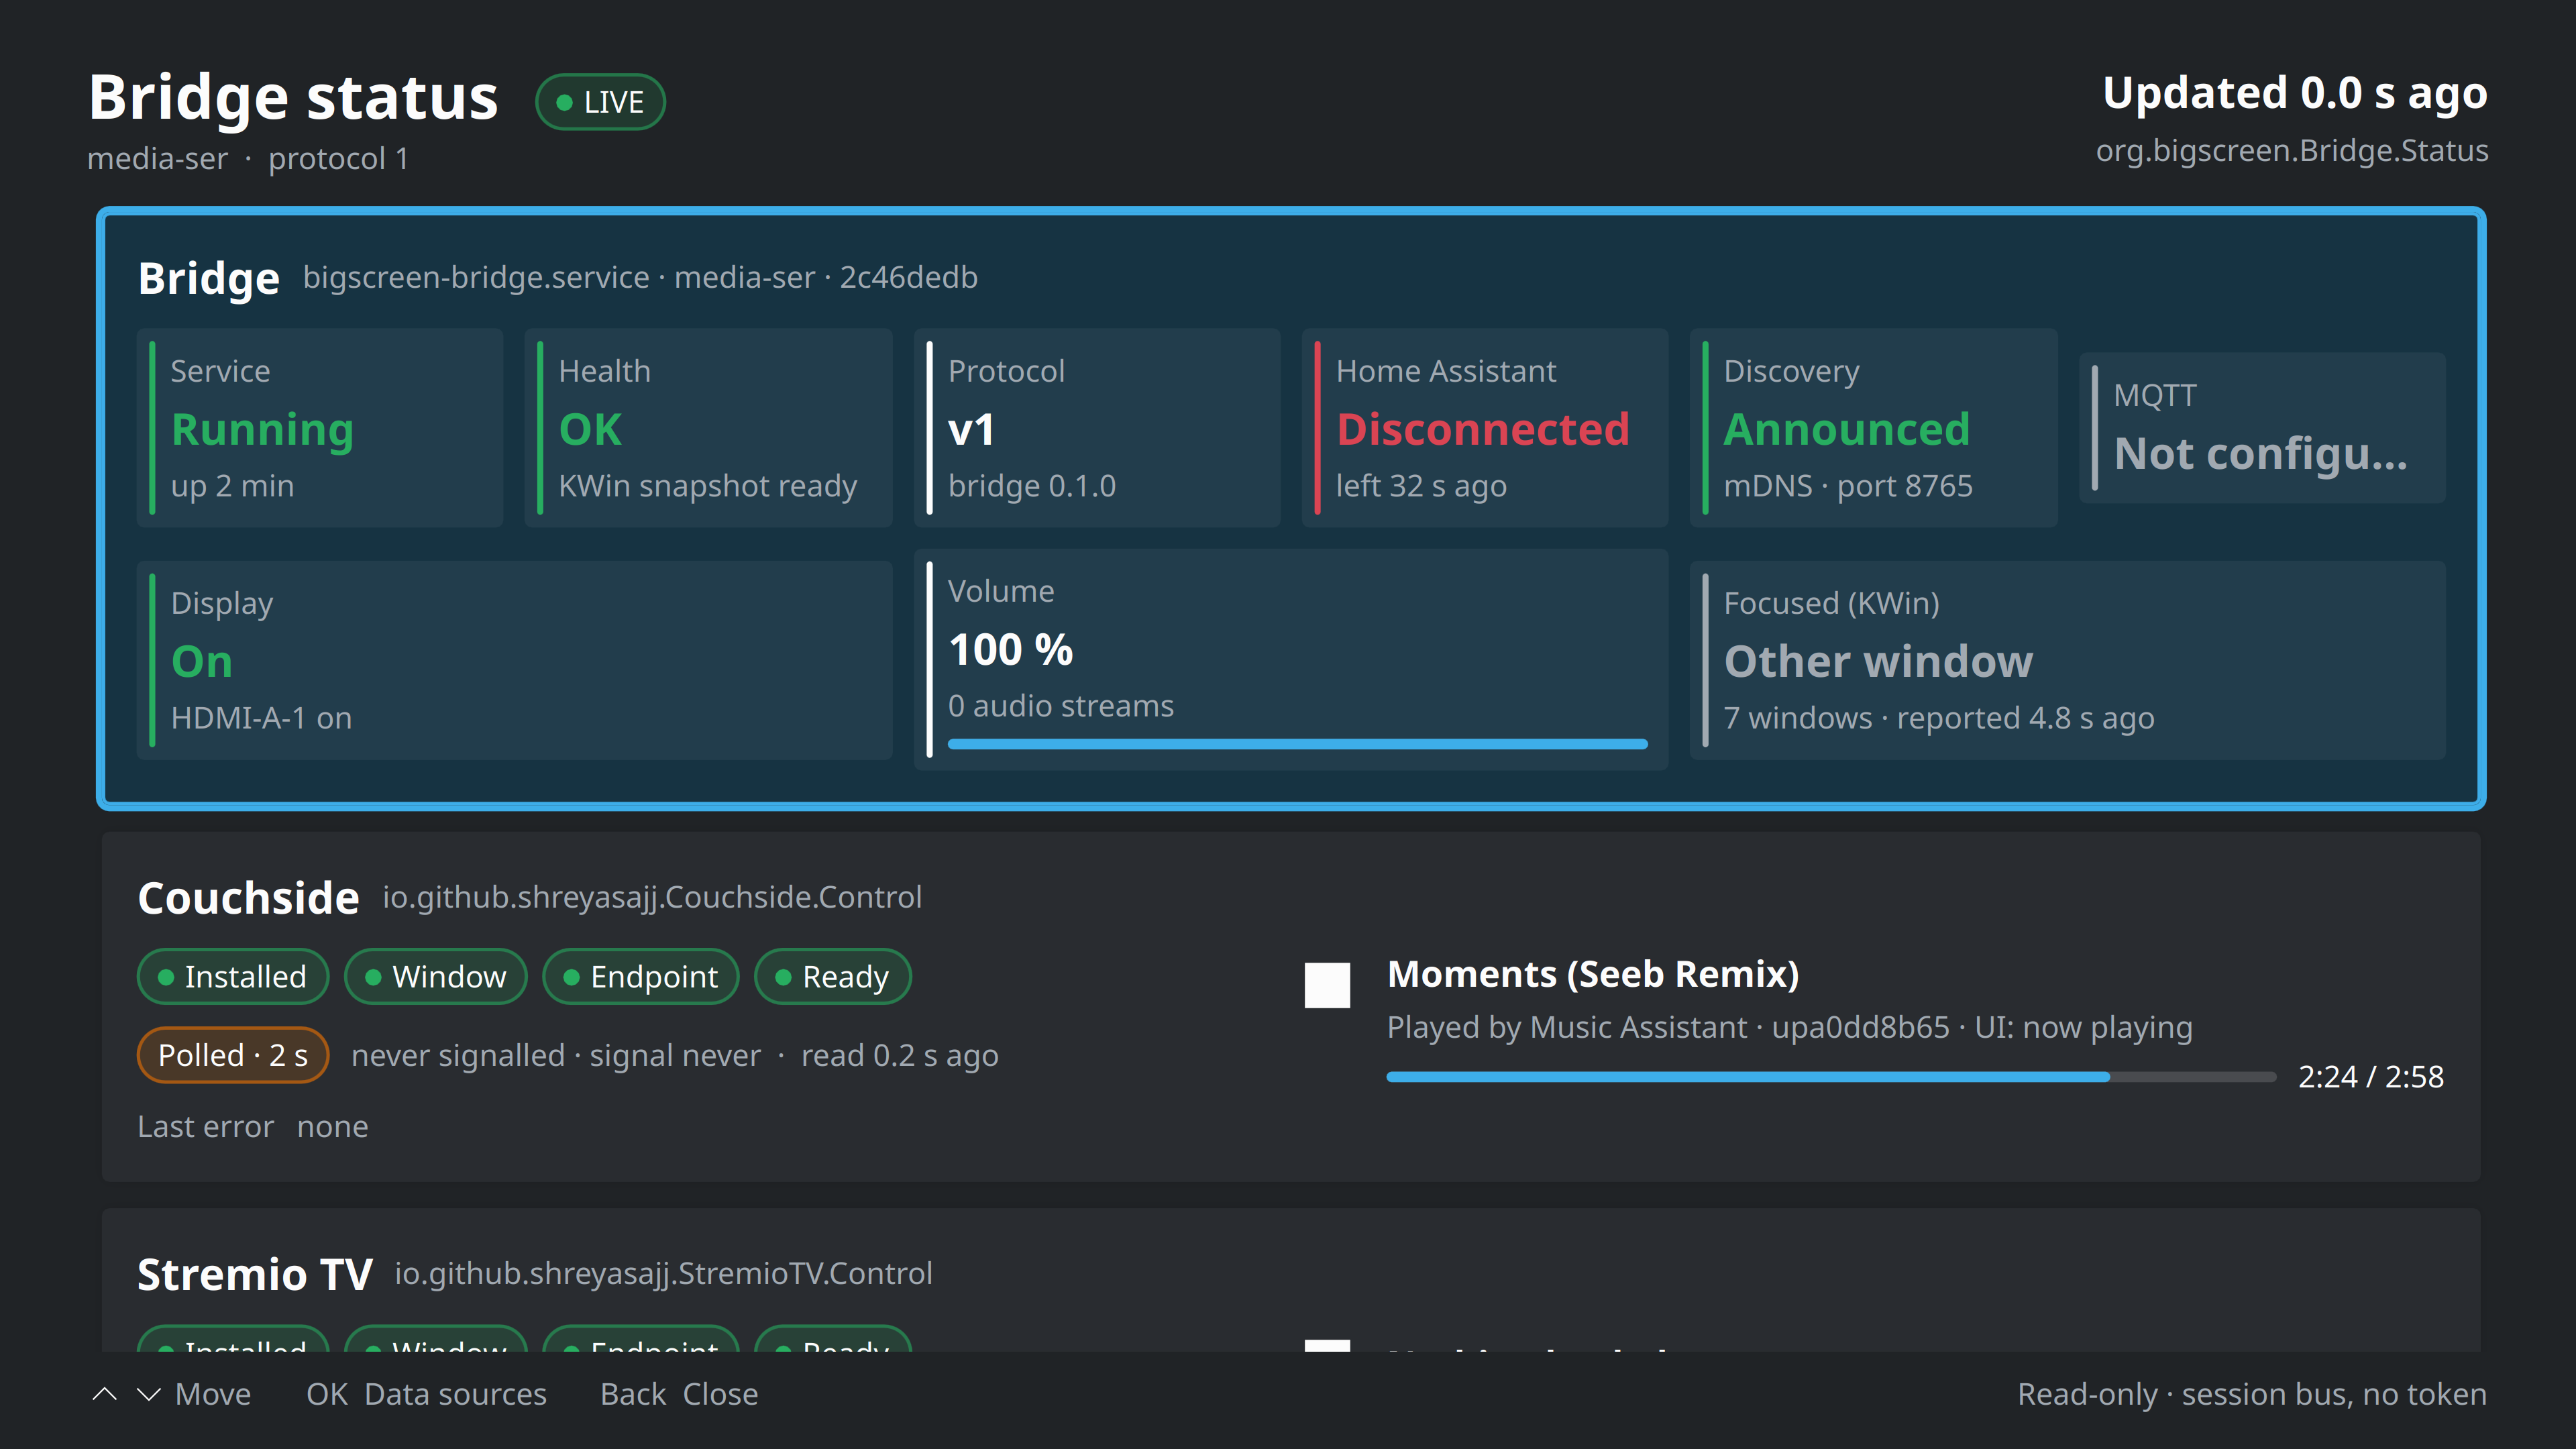 Bridge status
LIVE
Updated 0.0 s ago
media-ser · protocol 1
org.bigscreen.Bridge.Status
Bridge bigscreen-bridge.service · media-ser · 2c46dedb
Service
Running
up 2 min
Health
OK
KWin snapshot ready
Protocol
v1
bridge 0.1.0
Home Assistant
Disconnected
left 32 s ago
Discovery
Announced
mDNS · port 8765
MQTT
Not configu...
Display
On
HDMI-A-1 on
Volume
100 %
0 audio streams
Focused (KWin)
Other window
7 windows · reported 4.8 s ago
Couchside io.github.shreyasajj.Couchside.Control
Installed Window Endpoint Ready
Polled · 2 s never signalled · signal never · read 0.2 s ago
Last error none
Moments (Seeb Remix)
Played by Music Assistant · upa0dd8b65 · UI: now playing
2:24 / 2:58
Stremio TV io.github.shreyasajj.StremioTV.Control
Installed Window Endpoint Ready
Move OK Data sources Back Close
Read-only · session bus, no token